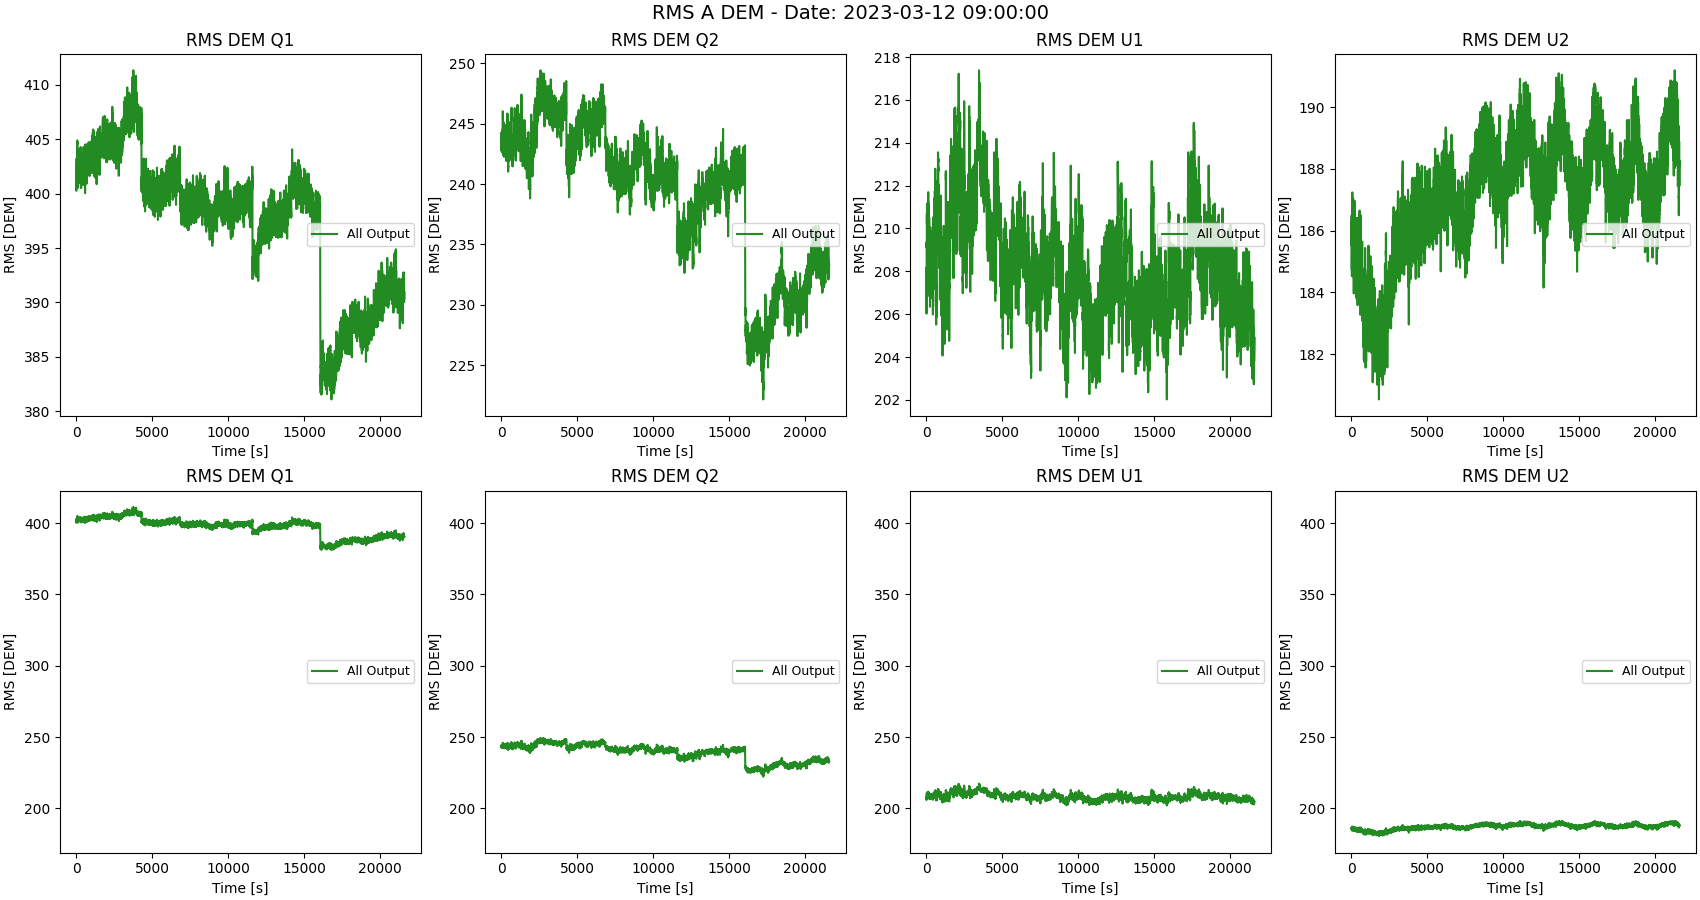 RMS A DEM - Date: 2023-03-12 09:00:00
RMS DEM Q1
RMS [DEM]
410
405
400
395
390
385
380
All Output
0 5000 10000 15000 20000
Time [s]
RMS DEM Q2
RMS [DEM]
250
245
240
235
230
225
All Output
0 5000 10000 15000 20000
Time [s]
RMS DEM U1
RMS [DEM]
218
216
214
212
210
208
206
204
202
All Output
0 5000 10000 15000 20000
Time [s]
RMS DEM U2
RMS [DEM]
190
188
186
184
182
All Output
0 5000 10000 15000 20000
Time [s]
RMS DEM Q1
RMS [DEM]
400
350
300
250
200
All Output
0 5000 10000 15000 20000
Time [s]
RMS DEM Q2
RMS [DEM]
400
350
300
250
200
All Output
0 5000 10000 15000 20000
Time [s]
RMS DEM U1
RMS [DEM]
400
350
300
250
200
All Output
0 5000 10000 15000 20000
Time [s]
RMS DEM U2
RMS [DEM]
400
350
300
250
200
All Output
0 5000 10000 15000 20000
Time [s]